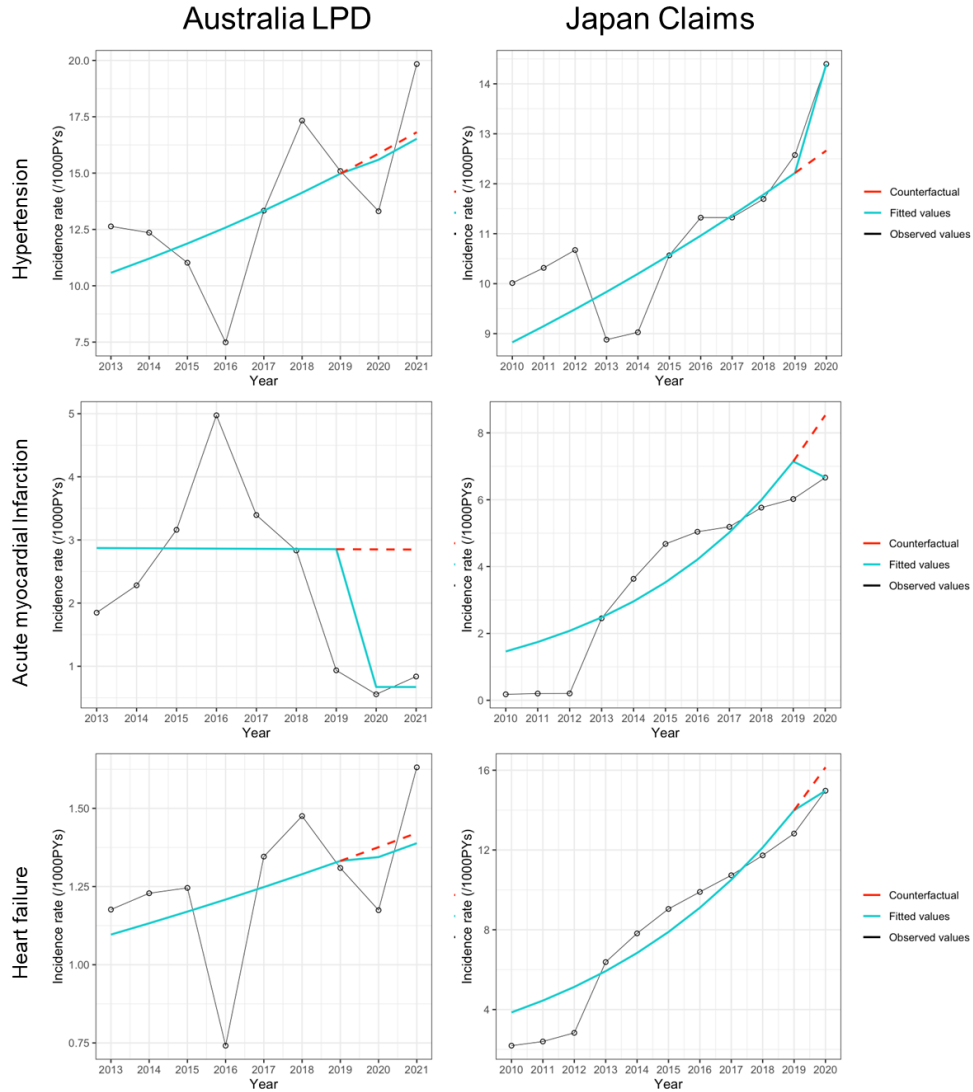 Australia LPD
Japan Claims
Hypertension
Incidence rate (/1000PYs)
20.0
17.5
15.0
12.5
10.0
7.5
2013 2014 2015 2016 2017 2018 2019 2020 2021
Year
Incidence rate (/1000PYs)
14
13
12
11
10
9
2010 2011 2012 2013 2014 2015 2016 2017 2018 2019 2020
Year
Counterfactual
Fitted values
Observed values
Acute myocardial Infarction
Incidence rate (/1000PYs)
5
4
3
2
1
2013 2014 2015 2016 2017 2018 2019 2020 2021
Year
Incidence rate (/1000PYs)
8
6
4
2
0
2010 2011 2012 2013 2014 2015 2016 2017 2018 2019 2020
Year
Counterfactual
Fitted values
Observed values
Heart failure
Incidence rate (/1000PYs)
1.50
1.25
1.00
0.75
2013 2014 2015 2016 2017 2018 2019 2020 2021
Year
Incidence rate (/1000PYs)
16
12
8
4
2010 2011 2012 2013 2014 2015 2016 2017 2018 2019 2020
Year
Counterfactual
Fitted values
Observed values